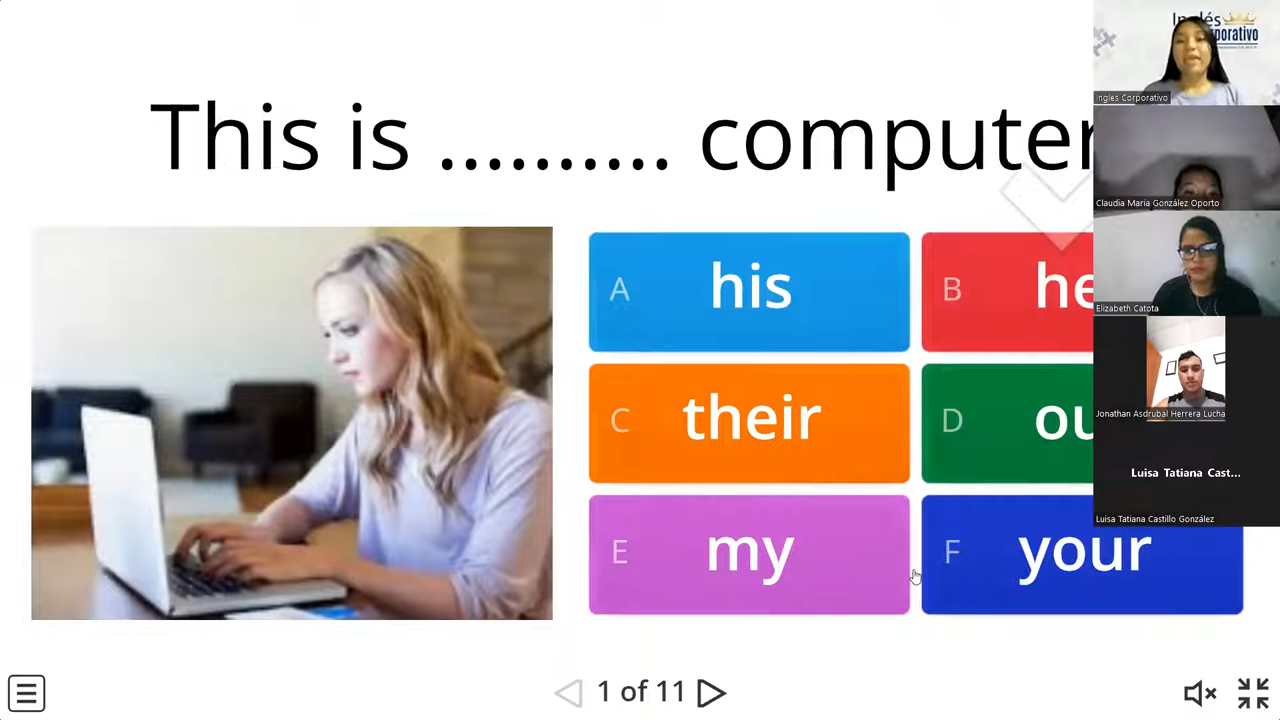 This is .......... computer
Inglés
Ingles Corporativo
Claudia María González Oporto
Elizabeth Catota
Jonathan Asdrubal Herrera Lucha
Luisa Tatiana Cast...
Luisa Tatiana Castillo González
A his
B he
C their
D ou
E my
F your
1 of 11